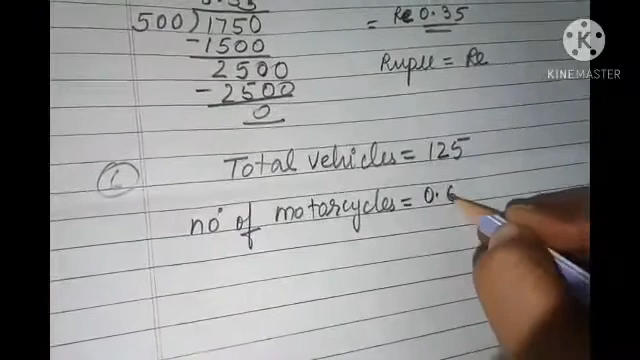 500)1750
= Re 0.35
-1500
2500
Rupee = Re
- 2500
0
Total vehicles = 125
no of motorcycles = 0.6
K
KINEMASTER